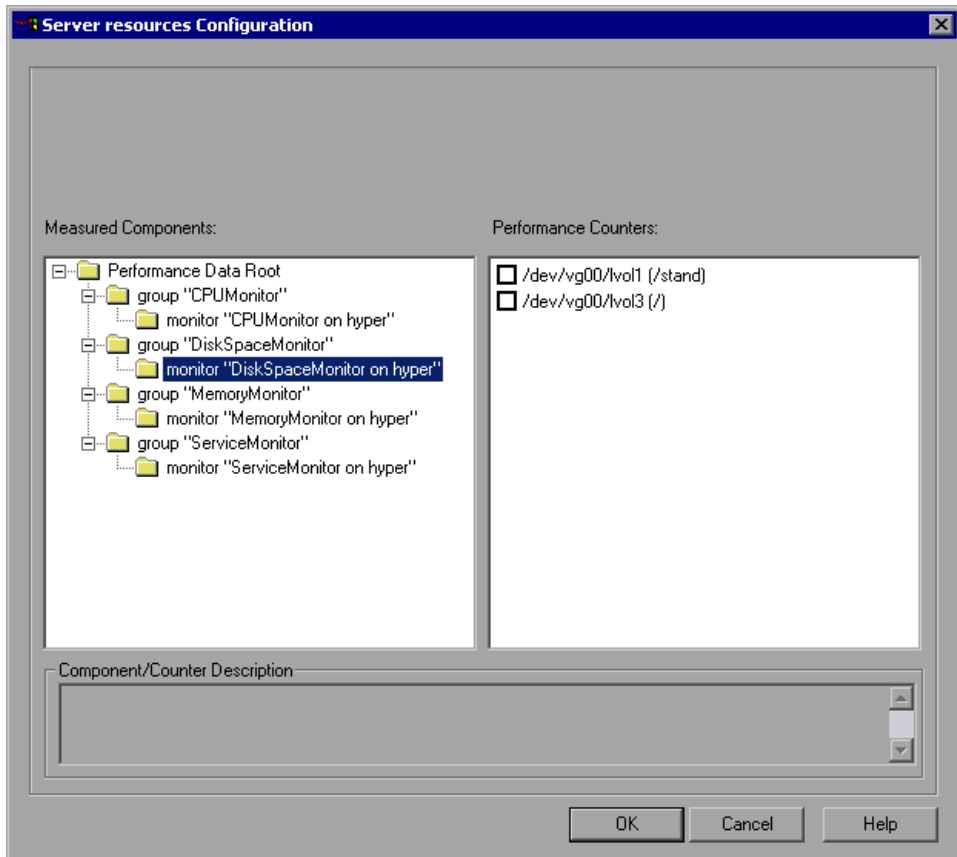 Server resources Configuration
Measured Components:
Performance Counters:
Performance Data Root
group "CPUMonitor"
monitor "CPUMonitor on hyper"
group "DiskSpaceMonitor"
monitor "DiskSpaceMonitor on hyper"
group "MemoryMonitor"
monitor "MemoryMonitor on hyper"
group "ServiceMonitor"
monitor "ServiceMonitor on hyper"
/dev/vg00/lvol1 (/stand)
/dev/vg00/lvol3 (/)
Component/Counter Description
OK
Cancel
Help